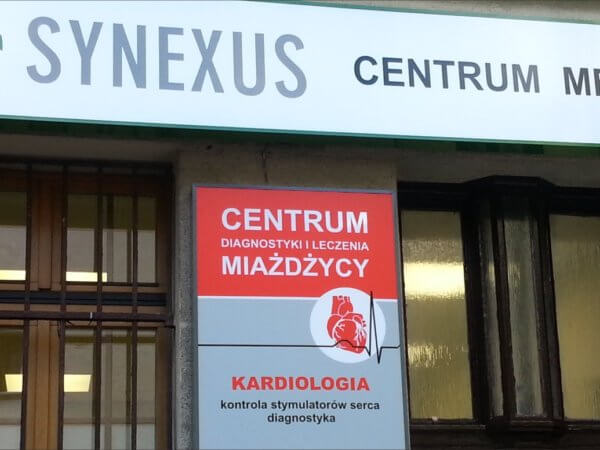 SYNEXUS CENTRUM
CENTRUM
DIAGNOSTYKI I LECZENIA
MIAŻDŻYCY
KARDIOLOGIA
kontrola stymulatorów serca
diagnostyka